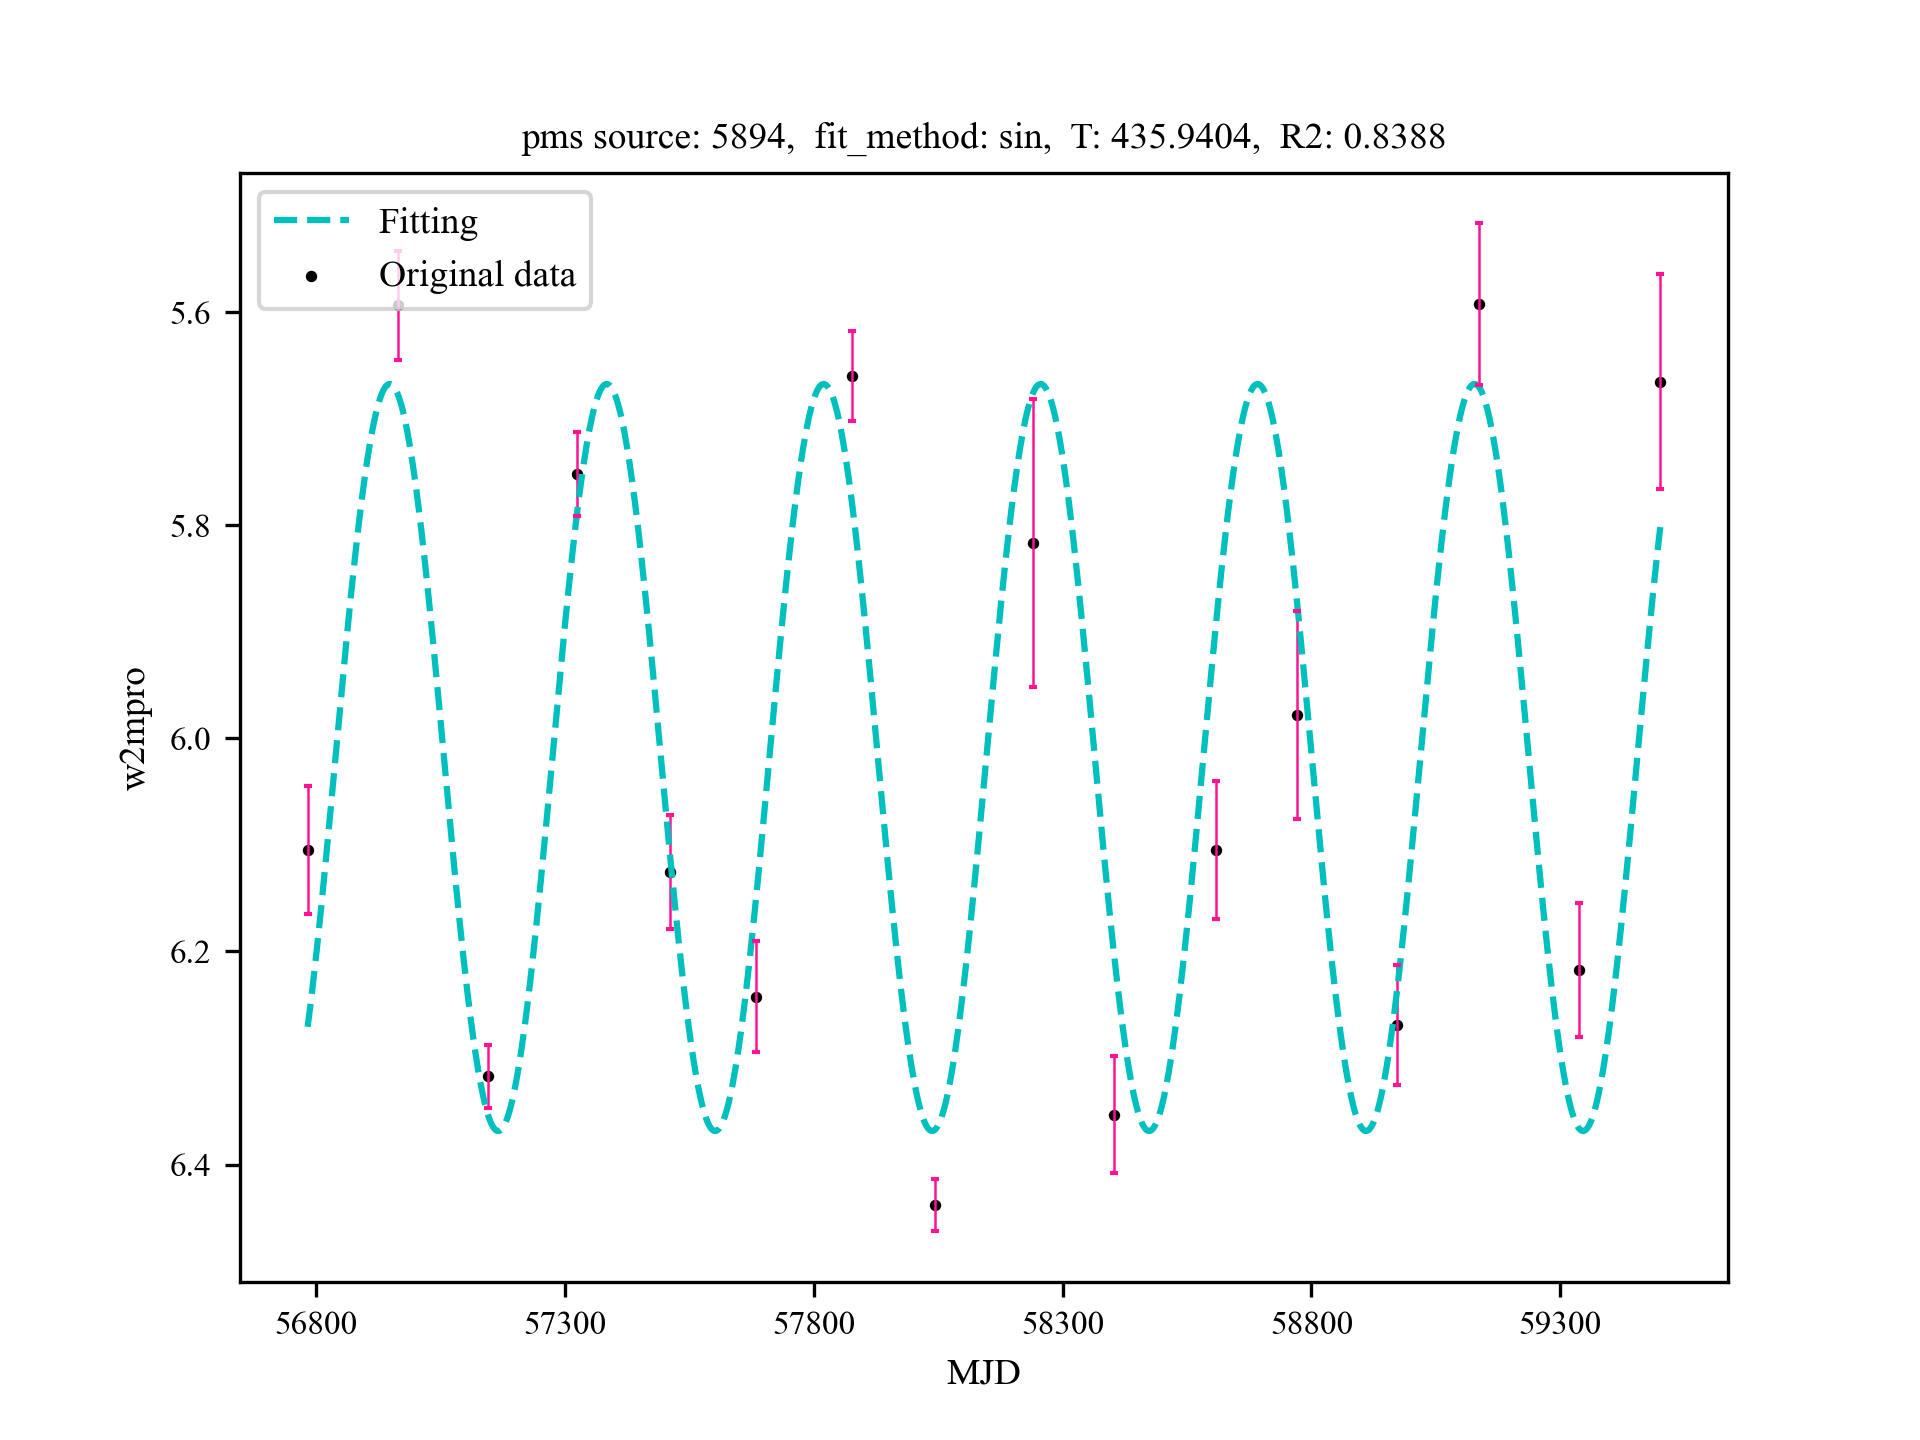 pms source: 5894, fit_method: sin, T: 435.9404, R2: 0.8388
Fitting
Original data
5.6
5.8
6.0
6.2
6.4
w2mpro
56800 57300 57800 58300 58800 59300
MJD